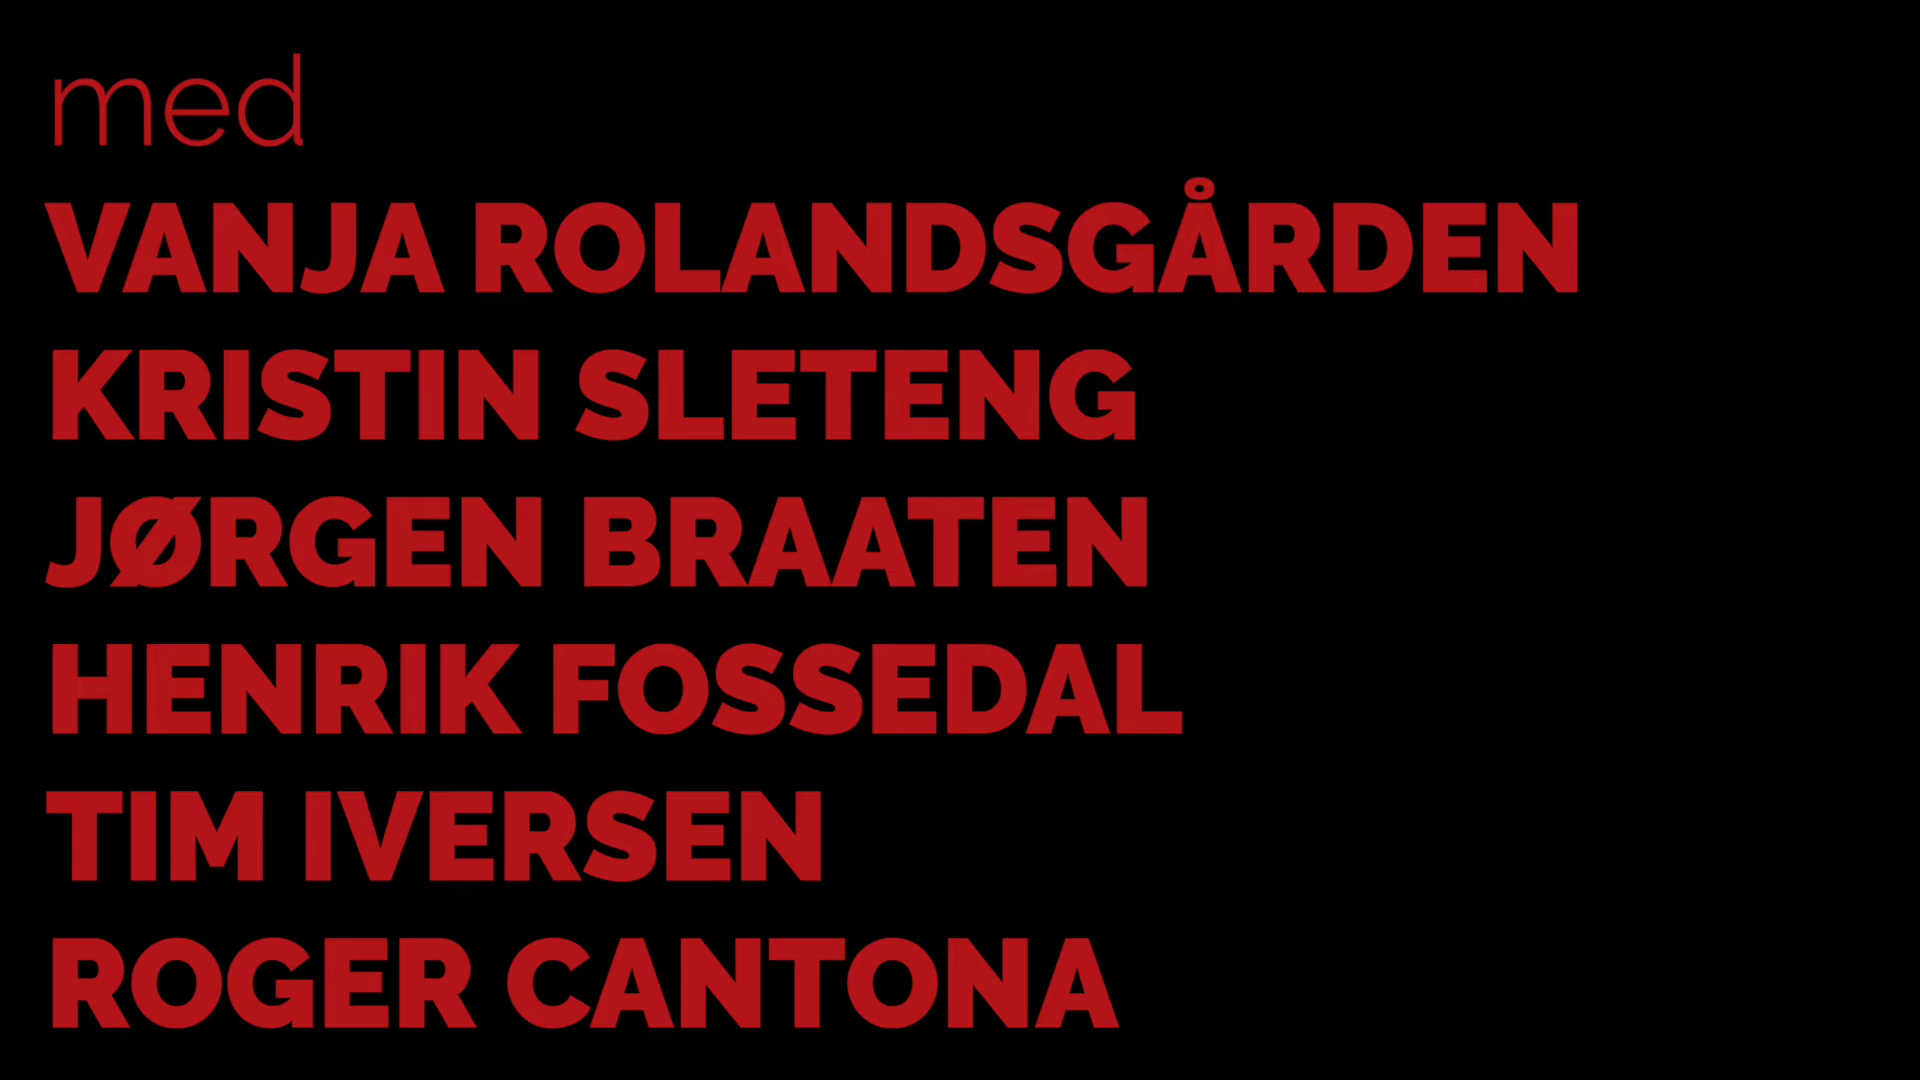 med
VANJA ROLANDSGÅRDEN
KRISTIN SLETENG
JØRGEN BRAATEN
HENRIK FOSSEDAL
TIM IVERSEN
ROGER CANTONA